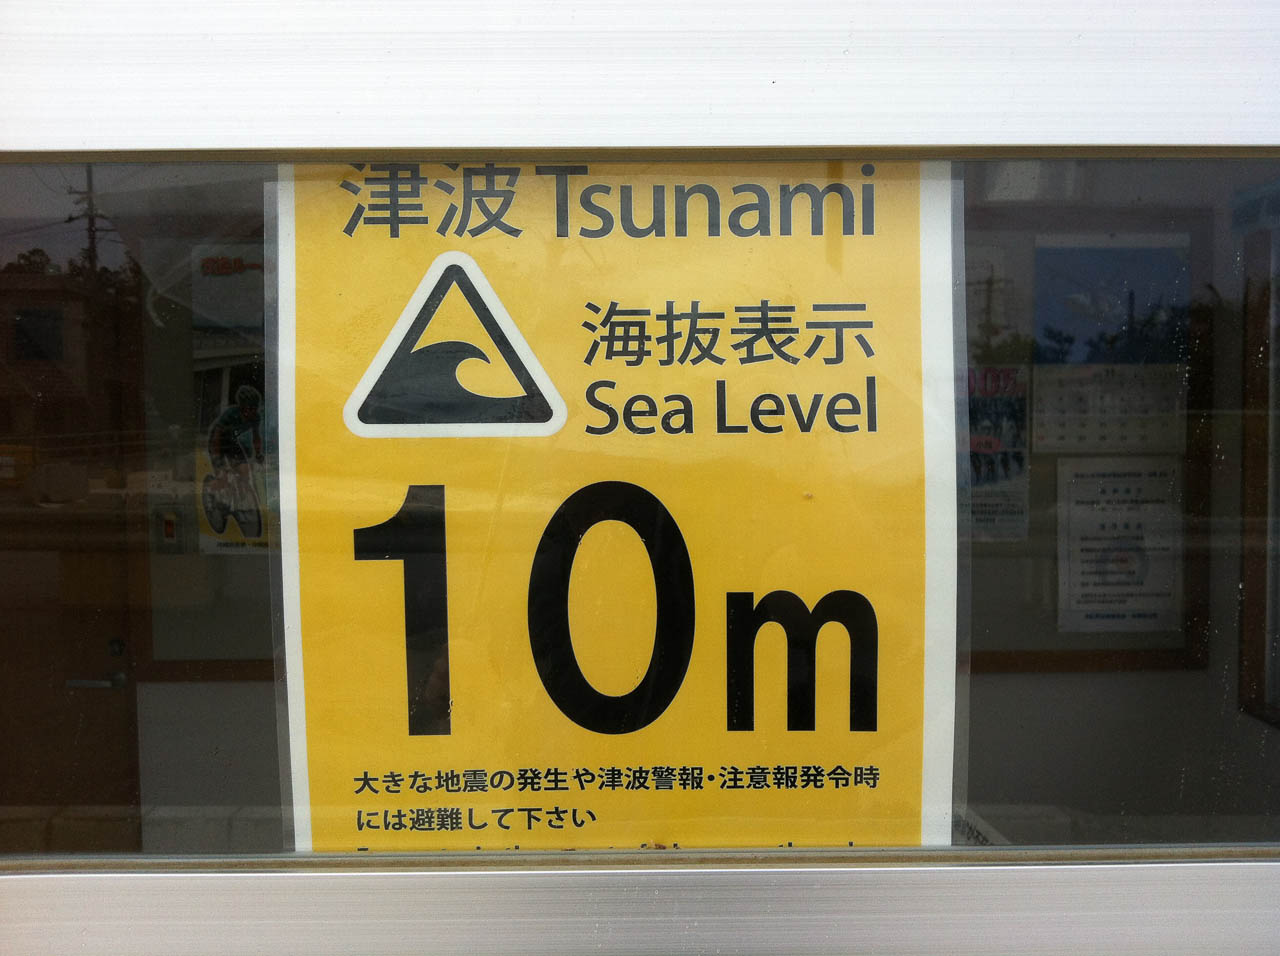 津波 Tsunami
海抜表示
Sea Level
10m
大きな地震の発生や津波警報・注意報発令時
には避難して下さい